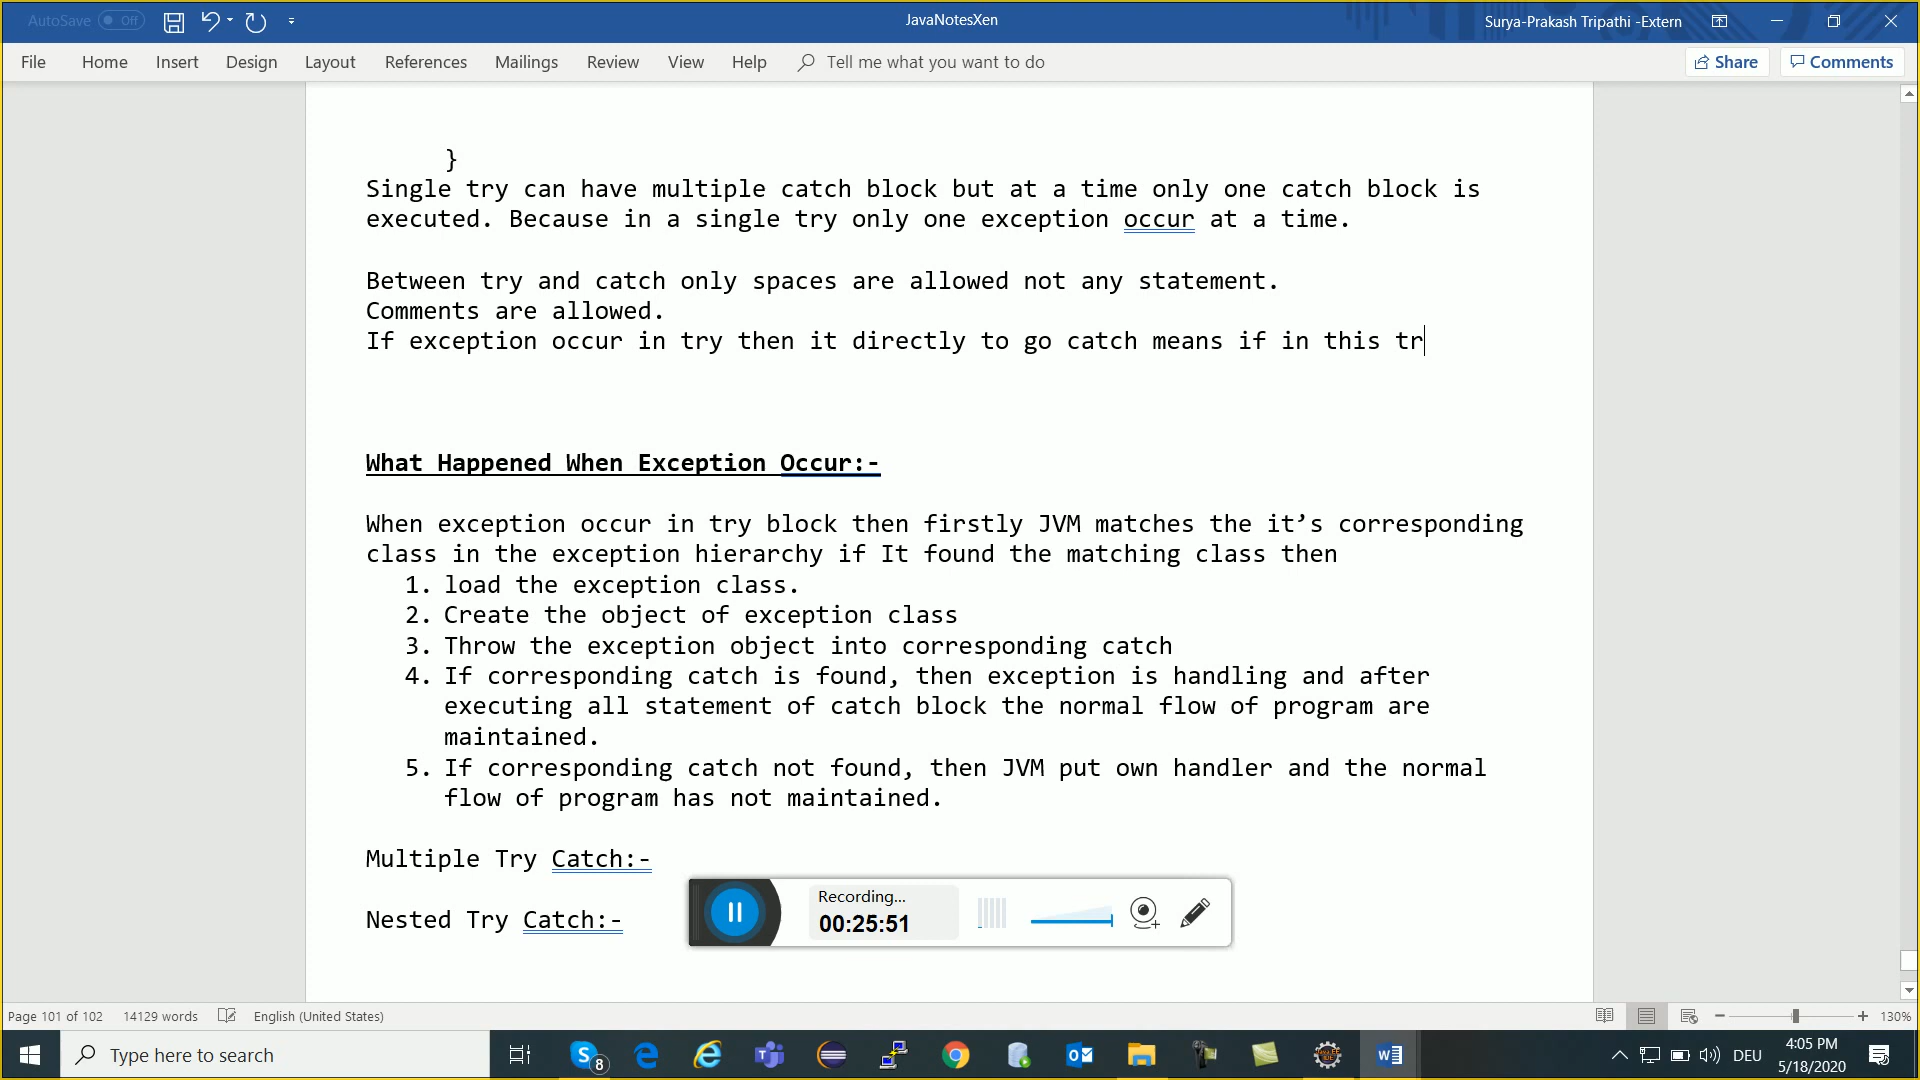 AutoSave Off
JavaNotesXen
Surya-Prakash Tripathi -Extern
File Home Insert Design Layout References Mailings Review View Help Tell me what you want to do
Share Comments
}
Single try can have multiple catch block but at a time only one catch block is
executed. Because in a single try only one exception occur at a time.
Between try and catch only spaces are allowed not any statement.
Comments are allowed.
If exception occur in try then it directly to go catch means if in this tr
What Happened When Exception Occur:-
When exception occur in try block then firstly JVM matches the it’s corresponding
class in the exception hierarchy if It found the matching class then
1. load the exception class.
2. Create the object of exception class
3. Throw the exception object into corresponding catch
4. If corresponding catch is found, then exception is handling and after
executing all statement of catch block the normal flow of program are
maintained.
5. If corresponding catch not found, then JVM put own handler and the normal
flow of program has not maintained.
Multiple Try Catch:-
Nested Try Catch:-
Recording...
00:25:51
Page 101 of 102 14129 words English (United States)
130%
Type here to search
8
DEU
4:05 PM
5/18/2020